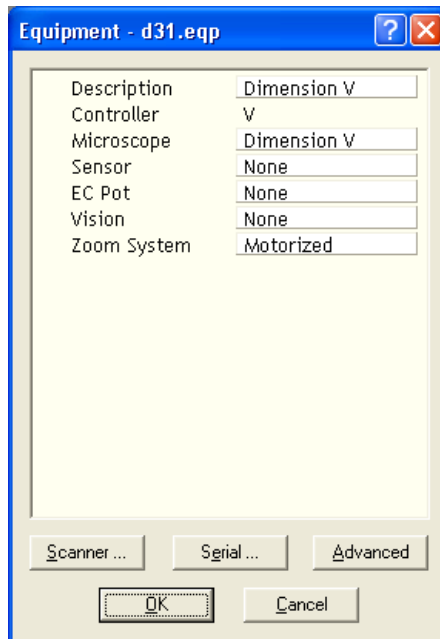 Equipment - d31.eqp
Description Dimension V
Controller V
Microscope Dimension V
Sensor None
EC Pot None
Vision None
Zoom System Motorized
Scanner ... Serial ... Advanced
OK Cancel